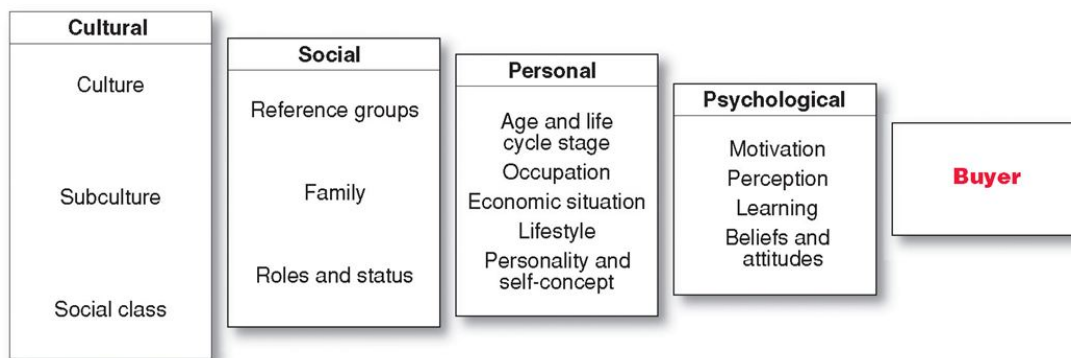 Cultural
Culture
Subculture
Social class
Social
Reference groups
Family
Roles and status
Personal
Age and life
cycle stage
Occupation
Economic situation
Lifestyle
Personality and
self-concept
Psychological
Motivation
Perception
Learning
Beliefs and
attitudes
Buyer